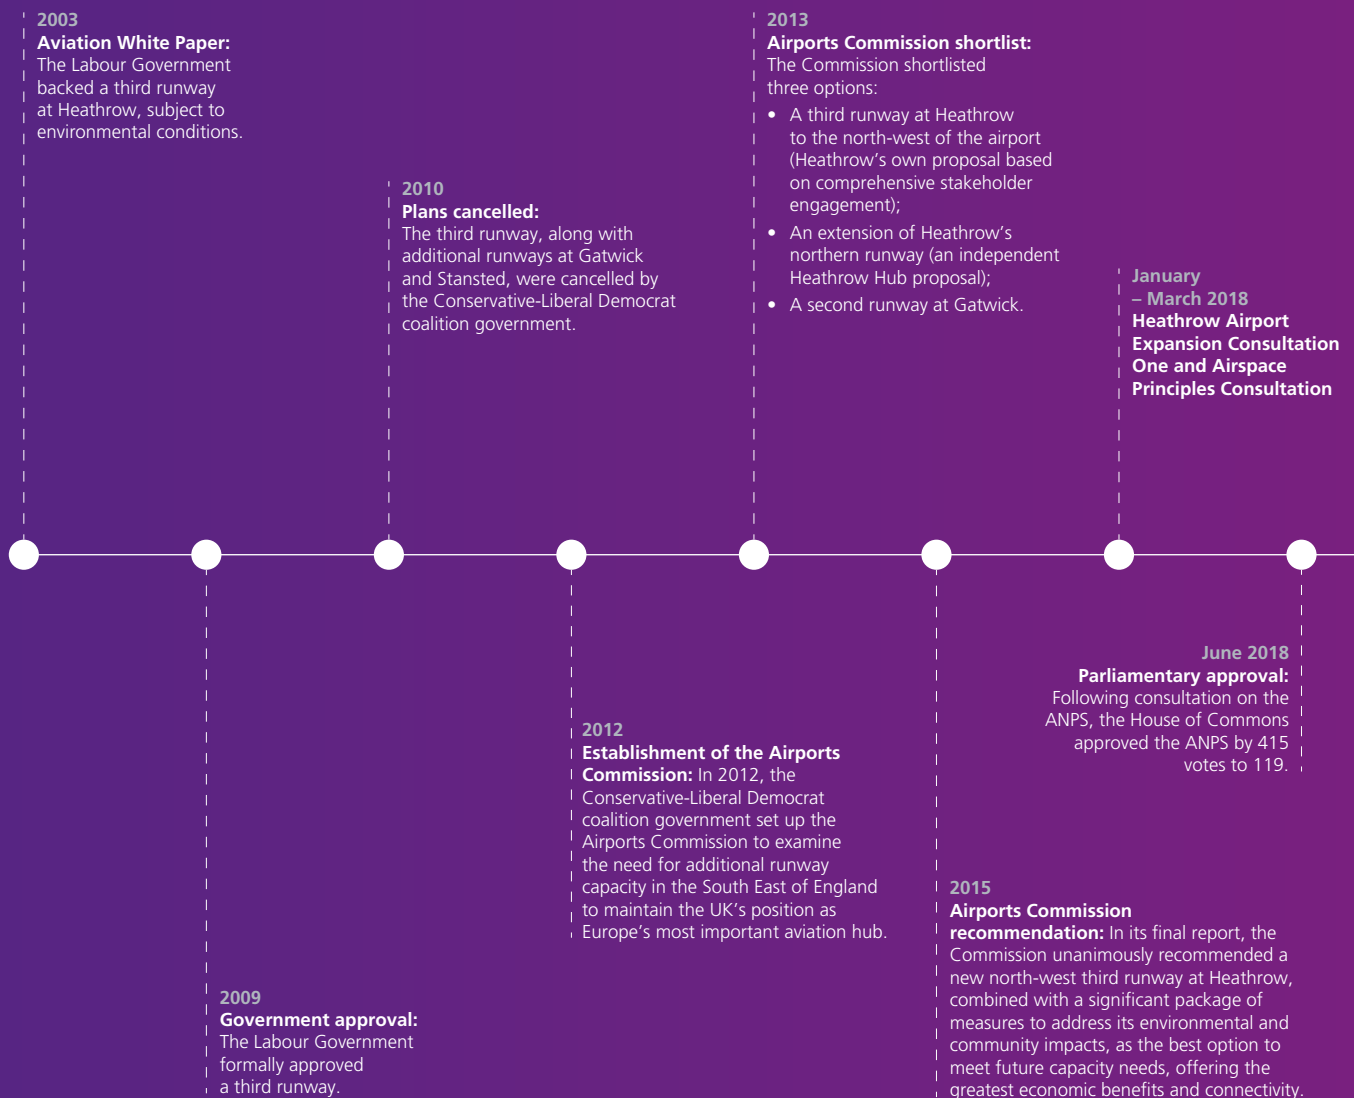 2003
Aviation White Paper:
The Labour Government
backed a third runway
at Heathrow, subject to
environmental conditions.
2009
Government approval:
The Labour Government
formally approved
a third runway.
2010
Plans cancelled:
The third runway, along with
additional runways at Gatwick
and Stansted, were cancelled by
the Conservative-Liberal Democrat
coalition government.
2012
Establishment of the Airports
Commission: In 2012, the
Conservative-Liberal Democrat
coalition government set up the
Airports Commission to examine
the need for additional runway
capacity in the South East of England
to maintain the UK's position as
Europe's most important aviation hub.
2013
Airports Commission shortlist:
The Commission shortlisted
three options:
• A third runway at Heathrow
to the north-west of the airport
(Heathrow's own proposal based
on comprehensive stakeholder
engagement);
• An extension of Heathrow's
northern runway (an independent
Heathrow Hub proposal);
• A second runway at Gatwick.
2015
Airports Commission
recommendation: In its final report, the
Commission unanimously recommended a
new north-west third runway at Heathrow,
combined with a significant package of
measures to address its environmental and
community impacts, as the best option to
meet future capacity needs, offering the
greatest economic benefits and connectivity.
January
– March 2018
Heathrow Airport
Expansion Consultation
One and Airspace
Principles Consultation
June 2018
Parliamentary approval:
Following consultation on the
ANPS, the House of Commons
approved the ANPS by 415
votes to 119.